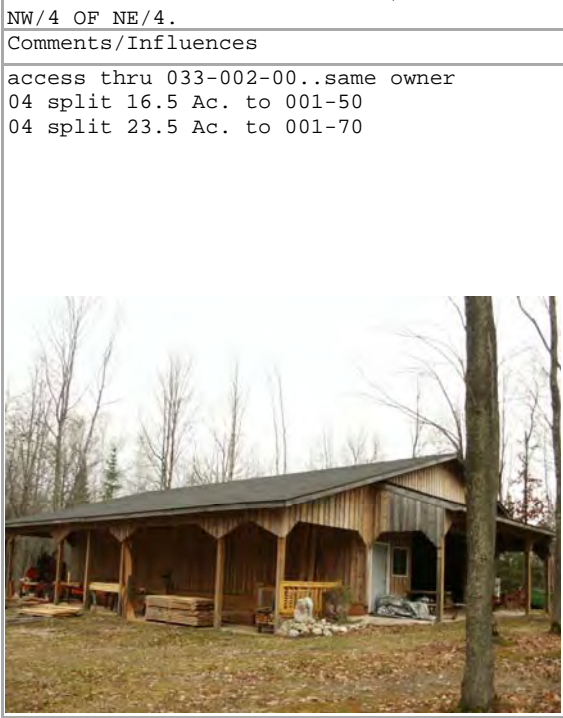 NW/4 OF NE/4.
Comments/Influences
access thru 033-002-00..same owner
04 split 16.5 Ac. to 001-50
04 split 23.5 Ac. to 001-70